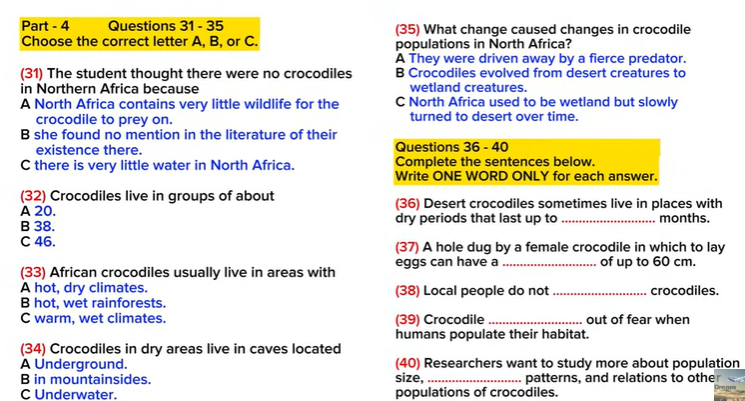 Part - 4 Questions 31 - 35
Choose the correct letter A, B, or C.
(31) The student thought there were no crocodiles
in Northern Africa because
A North Africa contains very little wildlife for the
crocodile to prey on.
B she found no mention in the literature of their
existence there.
C there is very little water in North Africa.
(32) Crocodiles live in groups of about
A 20.
B 38.
C 46.
(33) African crocodiles usually live in areas with
A hot, dry climates.
B hot, wet rainforests.
C warm, wet climates.
(34) Crocodiles in dry areas live in caves located
A Underground.
B in mountainsides.
C Underwater.
(35) What change caused changes in crocodile
populations in North Africa?
A They were driven away by a fierce predator.
B Crocodiles evolved from desert creatures to
wetland creatures.
C North Africa used to be wetland but slowly
turned to desert over time.
Questions 36 - 40
Complete the sentences below.
Write ONE WORD ONLY for each answer.
(36) Desert crocodiles sometimes live in places with
dry periods that last up to ............................ months.
(37) A hole dug by a female crocodile in which to lay
eggs can have a ............................ of up to 60 cm.
(38) Local people do not ............................ crocodiles.
(39) Crocodile ............................ out of fear when
humans populate their habitat.
(40) Researchers want to study more about population
size, ............................ patterns, and relations to other
populations of crocodiles.
Dream